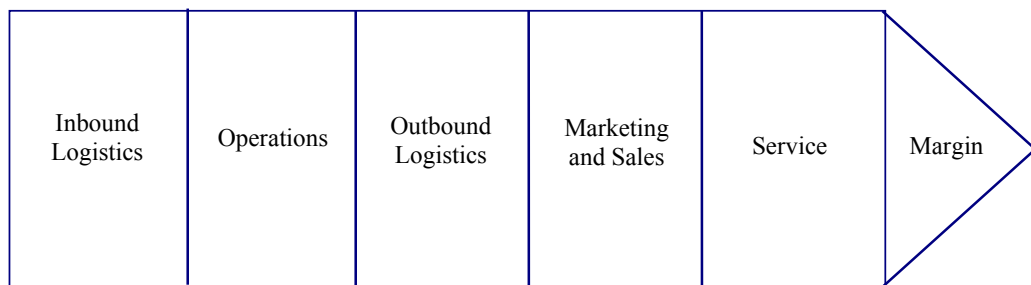 Inbound
Logistics
Operations
Outbound
Logistics
Marketing
and Sales
Service
Margin